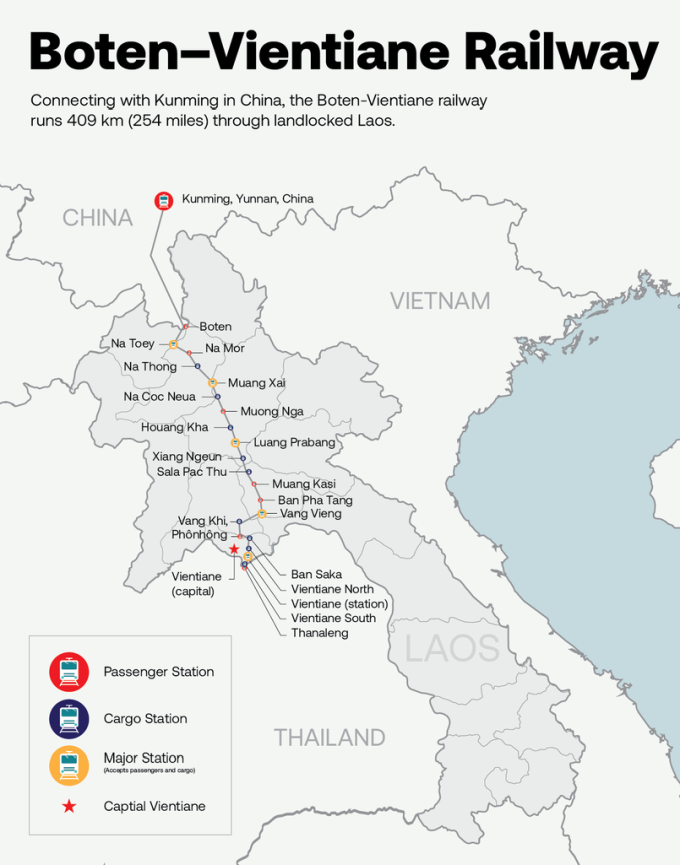 Boten–Vientiane Railway
Connecting with Kunming in China, the Boten-Vientiane railway
runs 409 km (254 miles) through landlocked Laos.
Kunming, Yunnan, China
CHINA
VIETNAM
Boten
Na Toey
Na Mor
Na Thong
Muang Xai
Na Coc Neua
Muong Nga
Houang Kha
Luang Prabang
Xiang Ngeun
Sala Pac Thu
Muang Kasi
Ban Pha Tang
Vang Vieng
Vang Khi,
Phônhông
Vientiane
(capital)
Ban Saka
Vientiane North
Vientiane (station)
Vientiane South
Thanaleng
LAOS
THAILAND
Passenger Station
Cargo Station
Major Station
(Accepts passengers and cargo)
Captial Vientiane